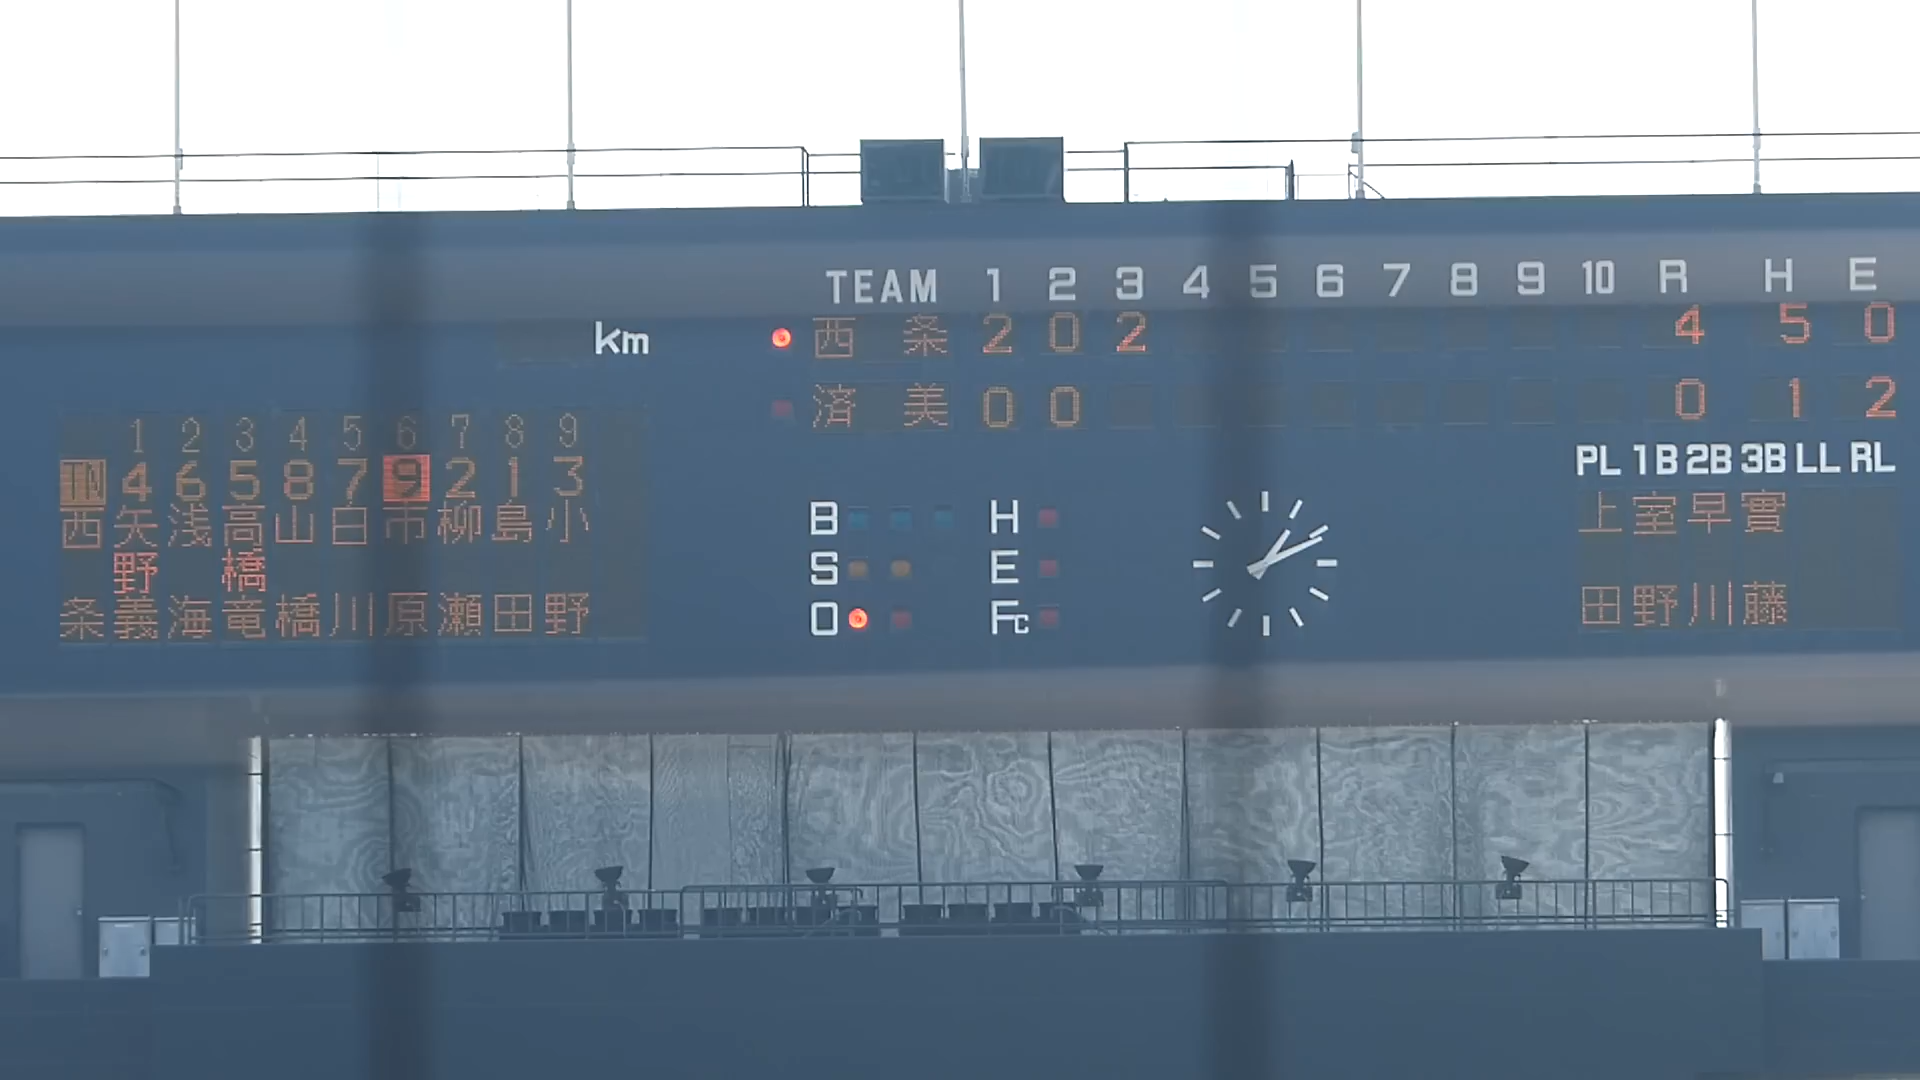 TEAM 1 2 3 4 5 6 7 8 9 10 R H E
km
西条 2 0 2 4 5 0
済美 0 0 0 1 2
1 2 3 4 5 6 7 8 9
4 6 5 8 7 9 2 1 3
西条
矢野義
浅海
高橋竜
山橋
白川
市原
柳瀬
島田
小野
B H
S E
O Fc
PL 1B 2B 3B LL RL
上田
室野
早川
實藤